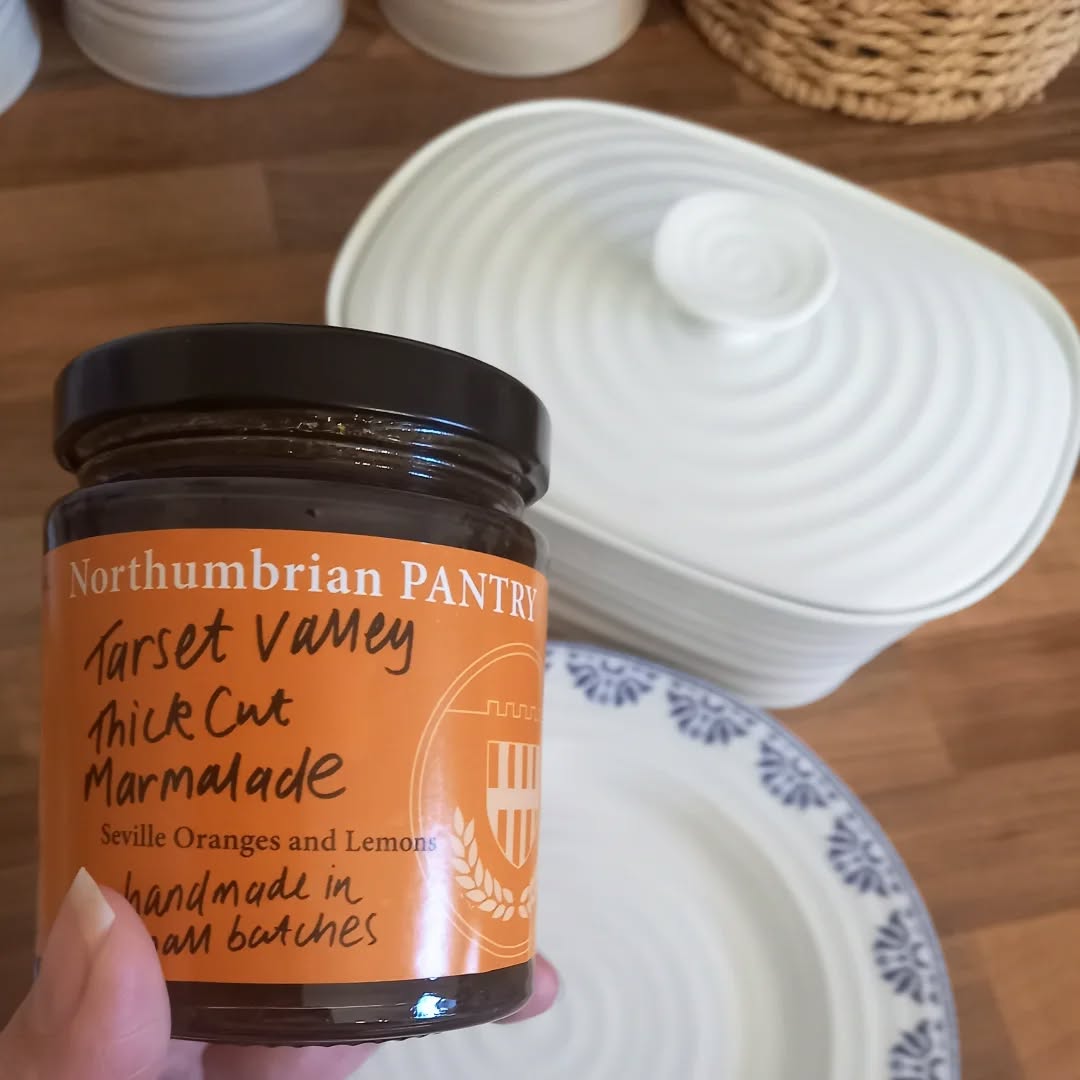 Northumbrian PANTRY
Tarset Valley
Thick Cut
Marmalade
Seville Oranges and Lemons
handmade in
batches